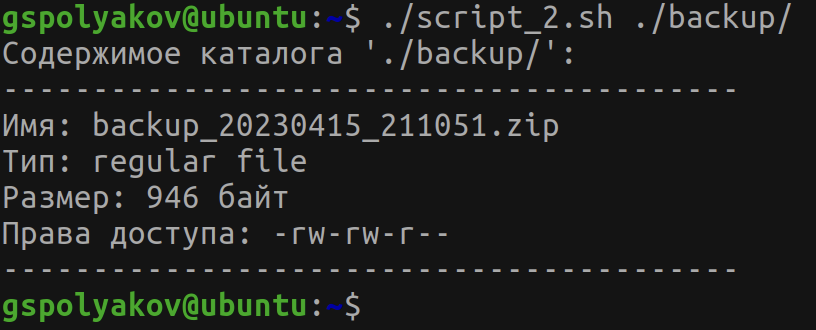 gspolyakov@ubuntu:~$ ./script_2.sh ./backup/
Содержимое каталога './backup/':
-----------------------------------------
Имя: backup_20230415_211051.zip
Тип: regular file
Размер: 946 байт
Права доступа: -rw-rw-r--
-----------------------------------------
gspolyakov@ubuntu:~$